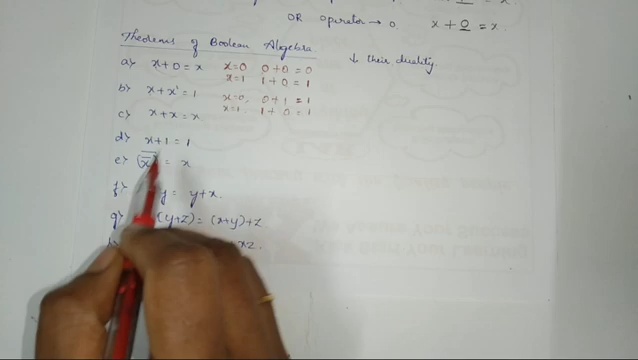 OR operator → 0. x + 0 = x.
Theorems of Boolean Algebra
↓ their duality.
a) x+0 = x x=0 0+0 = 0
x=1 1+0 = 1
b) x+x' = 1 x=0, 0+1 = 1
x=1, 1+0 = 1
c) x+x = x
d) x+1 = 1
e) = x
f) y = y+x.
g) (y+z) = (x+y)+z
xz.